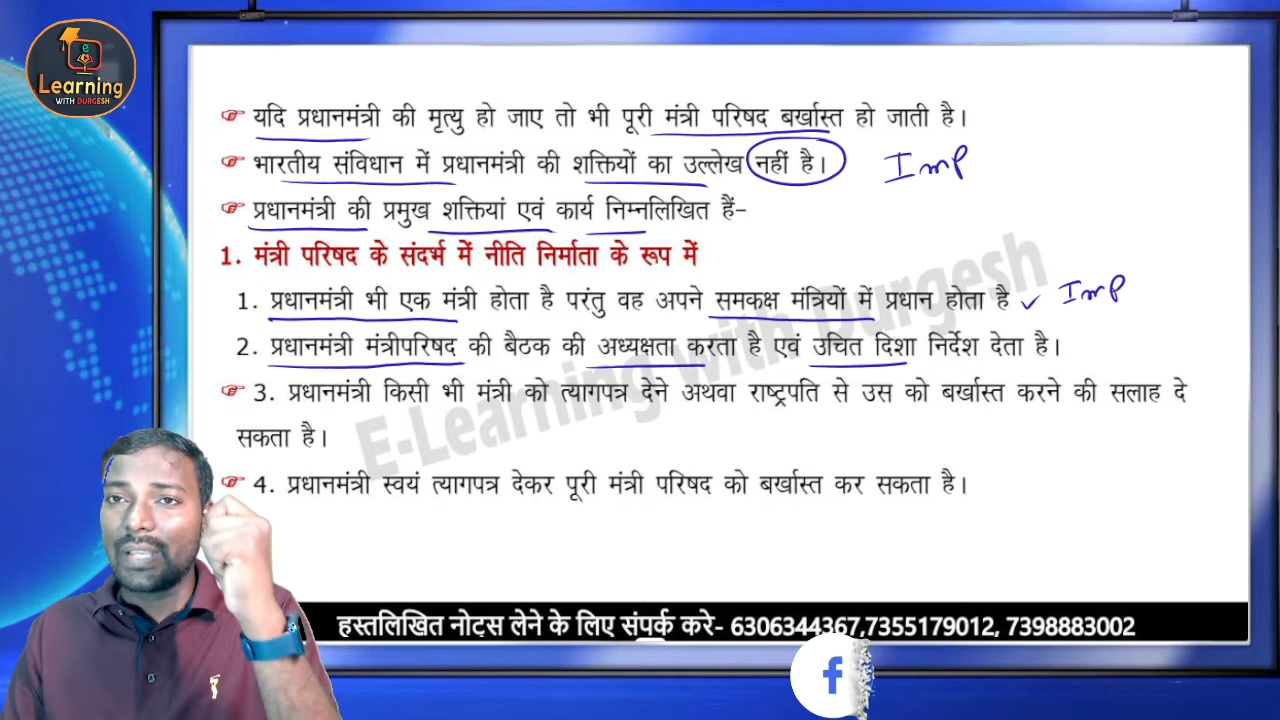 e
Learning
WITH DURGESH
☞ यदि प्रधानमंत्री की मृत्यु हो जाए तो भी पूरी मंत्री परिषद बर्खास्त हो जाती है।
☞ भारतीय संविधान में प्रधानमंत्री की शक्तियों का उल्लेख नहीं है। Imp
☞ प्रधानमंत्री की प्रमुख शक्तियां एवं कार्य निम्नलिखित हैं-
1. मंत्री परिषद के संदर्भ में नीति निर्माता के रूप में
1. प्रधानमंत्री भी एक मंत्री होता है परंतु वह अपने समकक्ष मंत्रियों में प्रधान होता है ✓ Imp
2. प्रधानमंत्री मंत्रीपरिषद की बैठक की अध्यक्षता करता है एवं उचित दिशा निर्देश देता है।
☞ 3. प्रधानमंत्री किसी भी मंत्री को त्यागपत्र देने अथवा राष्ट्रपति से उस को बर्खास्त करने की सलाह दे
सकता है।
☞ 4. प्रधानमंत्री स्वयं त्यागपत्र देकर पूरी मंत्री परिषद को बर्खास्त कर सकता है।
E-Learning with Durgesh
हस्तलिखित नोट्स लेने के लिए संपर्क करे- 6306344367,7355179012, 7398883002
f